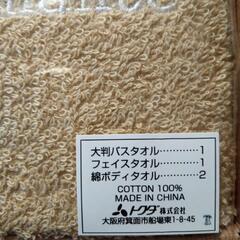 大判バスタオル…………1
フェイスタオル…………1
綿ボディタオル…………2
COTTON 100%
MADE IN CHINA
トクダ株式会社
大阪府箕面市船場東1-8-45